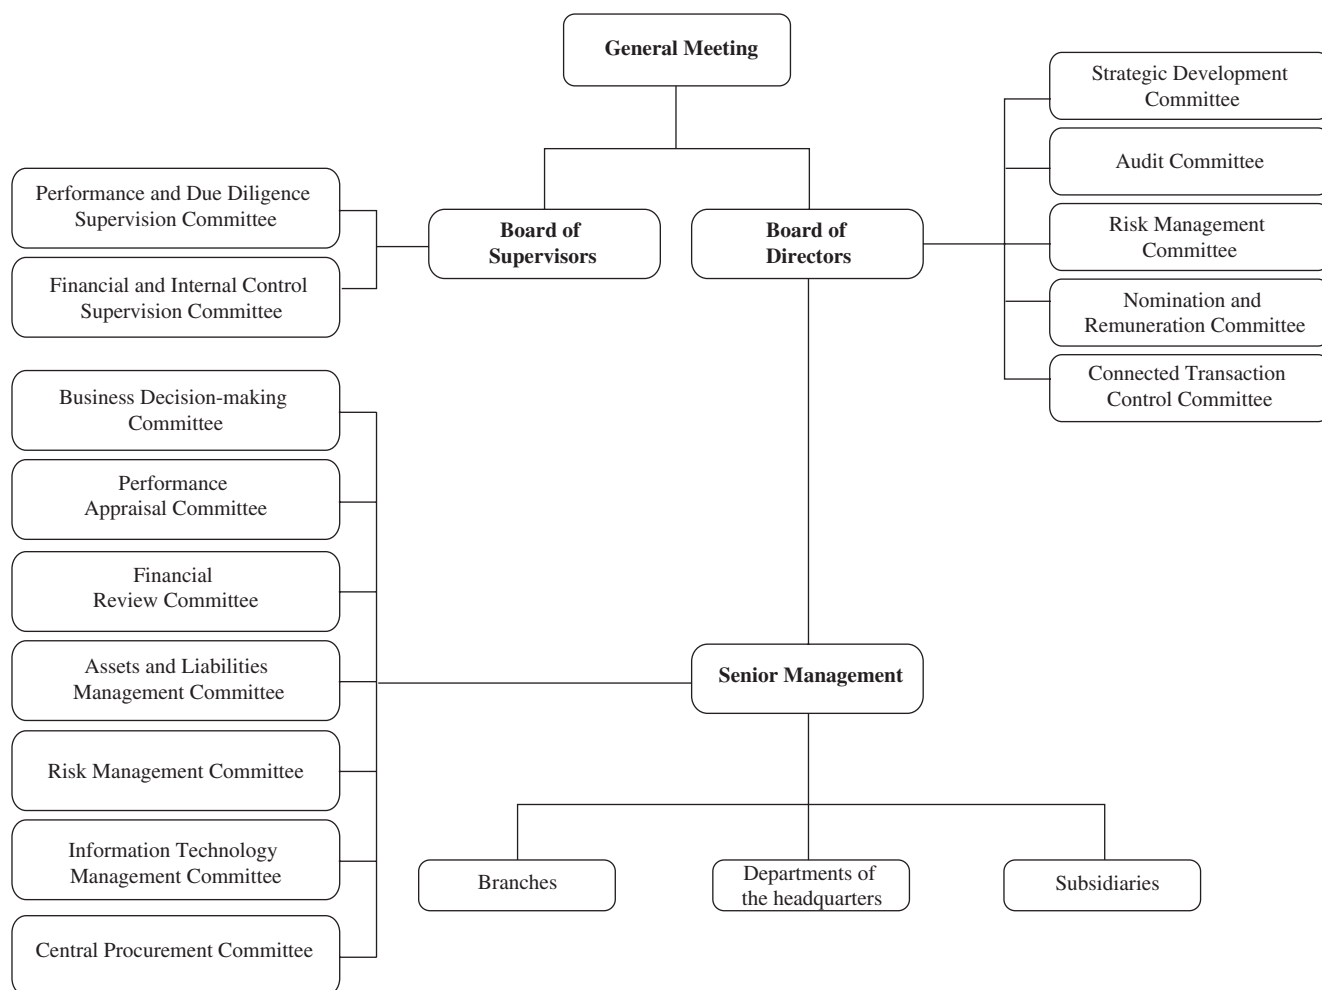 General Meeting
Strategic Development
Committee
Audit Committee
Risk Management
Committee
Nomination and
Remuneration Committee
Connected Transaction
Control Committee
Performance and Due Diligence
Supervision Committee
Financial and Internal Control
Supervision Committee
Board of
Supervisors
Board of
Directors
Business Decision-making
Committee
Performance
Appraisal Committee
Financial
Review Committee
Assets and Liabilities
Management Committee
Risk Management Committee
Information Technology
Management Committee
Central Procurement Committee
Senior Management
Branches
Departments of
the headquarters
Subsidiaries